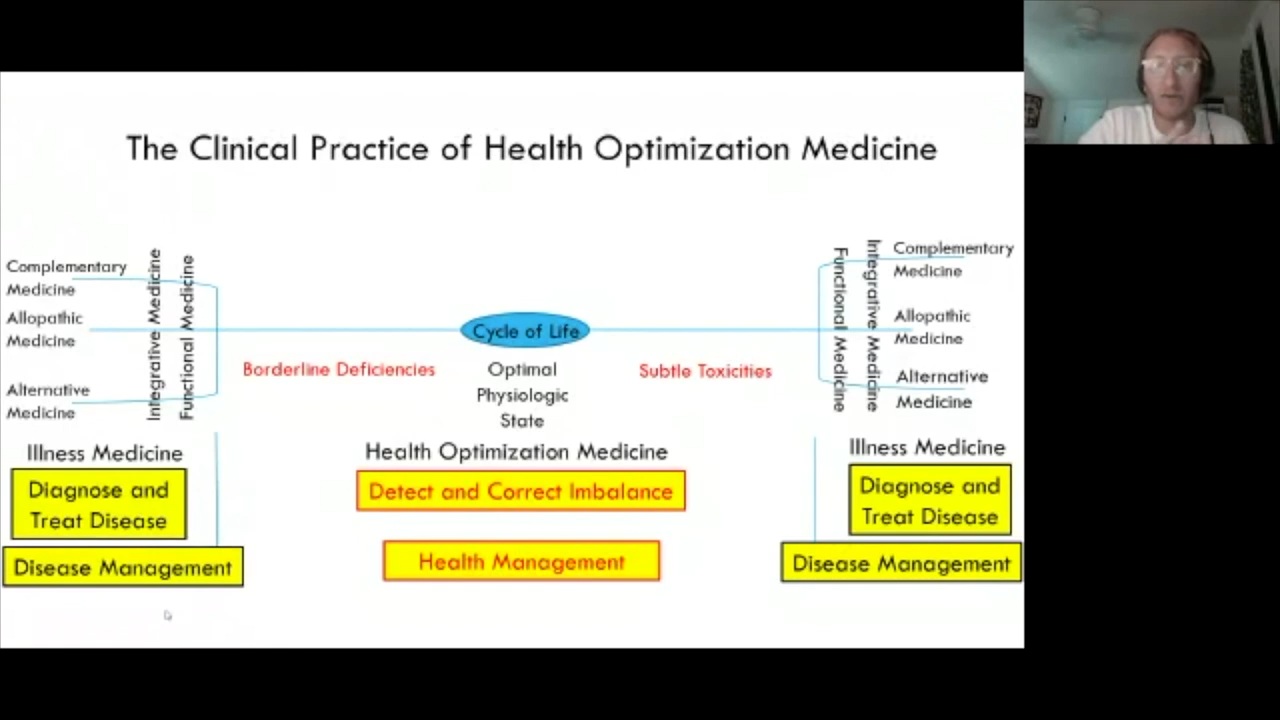 The Clinical Practice of Health Optimization Medicine
Complementary
Medicine
Allopathic
Medicine
Alternative
Medicine
Integrative Medicine
Functional Medicine
Illness Medicine
Diagnose and
Treat Disease
Disease Management
Borderline Deficiencies
Cycle of Life
Optimal
Physiologic
State
Subtle Toxicities
Health Optimization Medicine
Detect and Correct Imbalance
Health Management
Functional Medicine
Integrative Medicine
Complementary
Medicine
Allopathic
Medicine
Alternative
Medicine
Illness Medicine
Diagnose and
Treat Disease
Disease Management